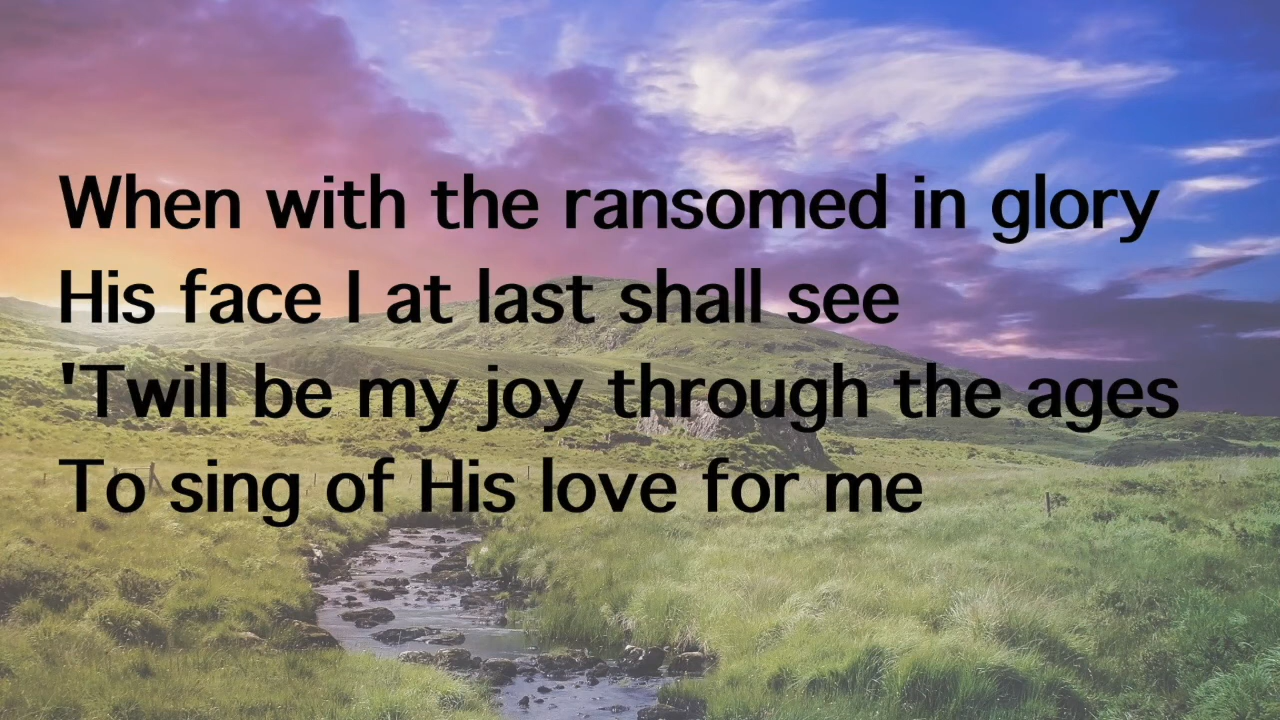 When with the ransomed in glory
His face I at last shall see
'Twill be my joy through the ages
To sing of His love for me